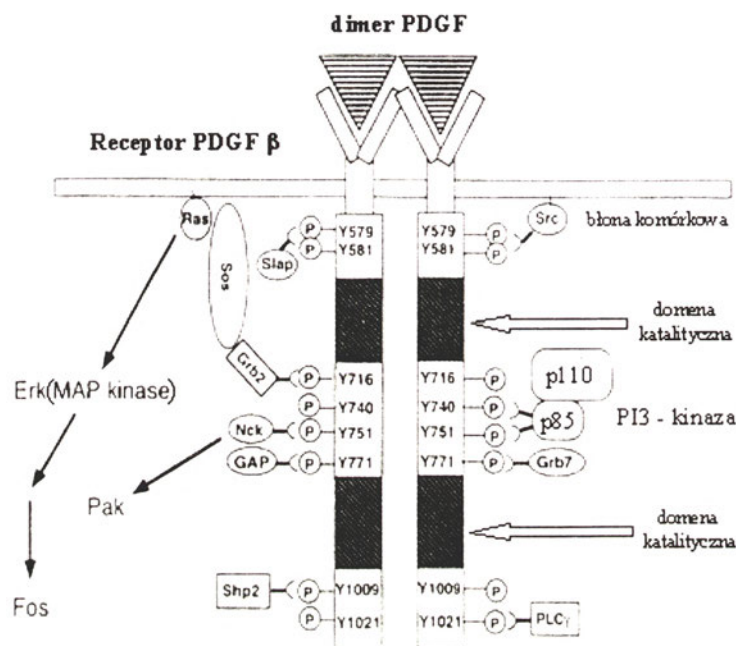 dimer PDGF
Receptor PDGF β
błona komórkowa
Ras
Sos
Slap
P
P
Y579
Y581
Y579
Y581
P
P
Src
domena
katalityczna
Grb2
P
Y716
Y716
P
p110
Erk(MAP kinase)
P
Y740
Y740
P
p85
PI3 - kinaza
Nck
P
Y751
Y751
P
GAP
P
Y771
Y771
P
Grb7
Pak
domena
katalityczna
Shp2
P
Y1009
Y1009
P
Fos
P
Y1021
Y1021
P
PLCγ